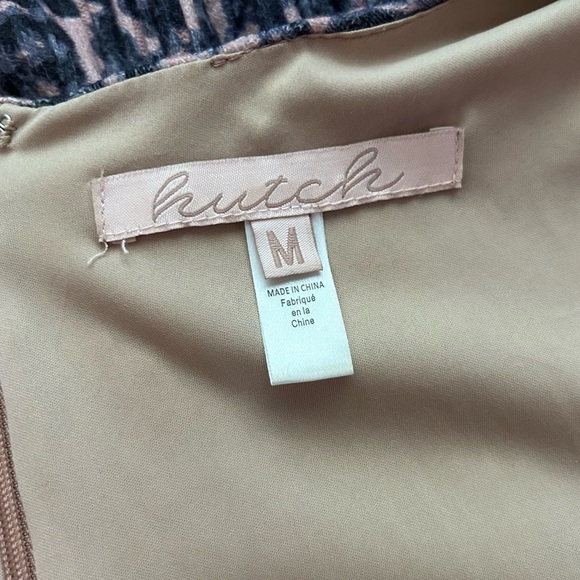 hutch
M
MADE IN CHINA
Fabriqué
en la
Chine